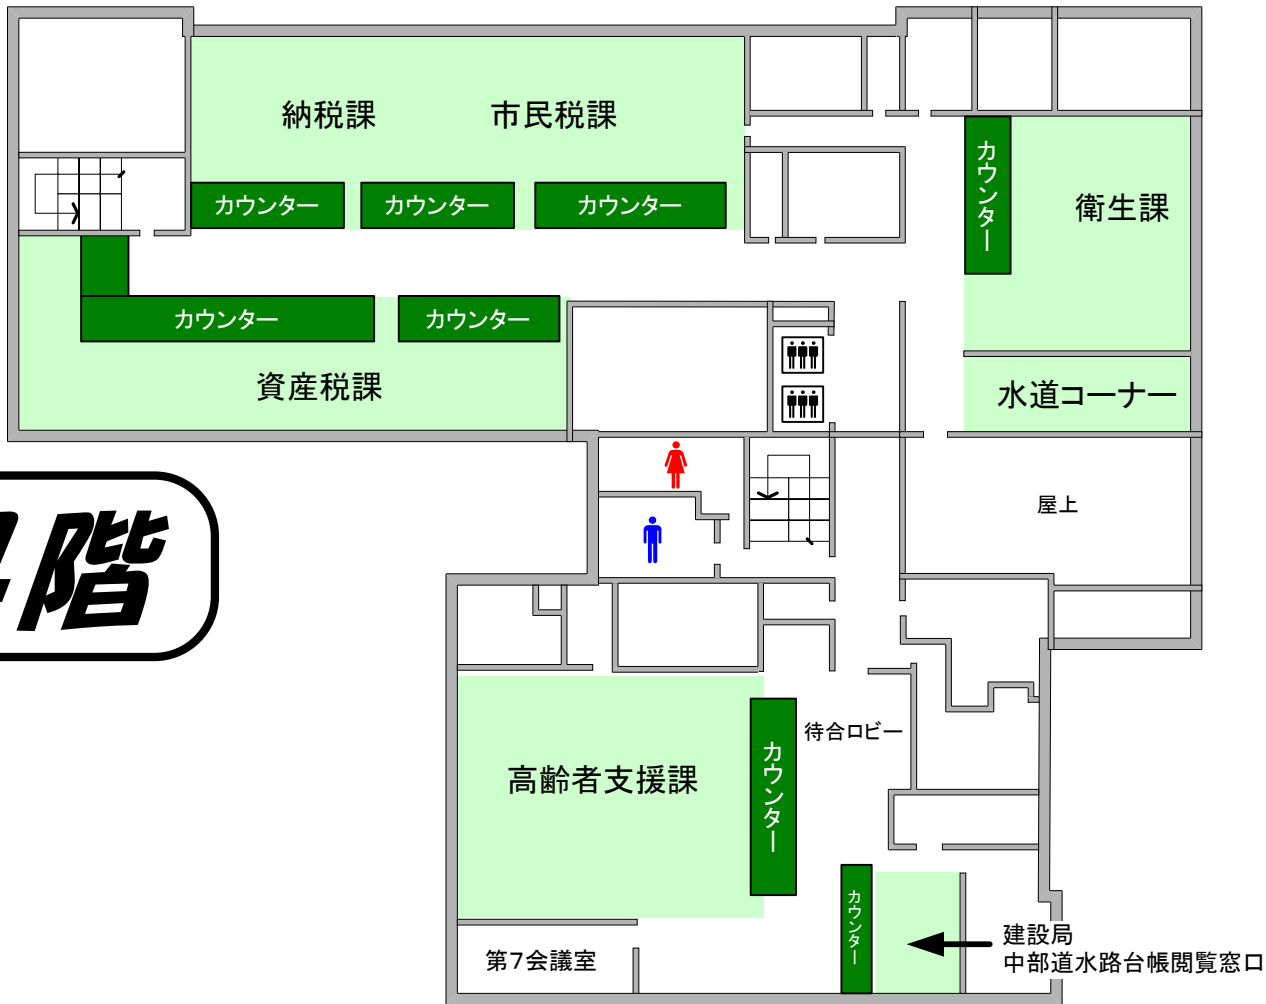 納税課
市民税課
カウンター
カウンター
カウンター
カウンター
衛生課
カウンター
カウンター
資産税課
水道コーナー
屋上
階
待合ロビー
高齢者支援課
カウンター
カウンター
第7会議室
建設局
中部道水路台帳閲覧窓口